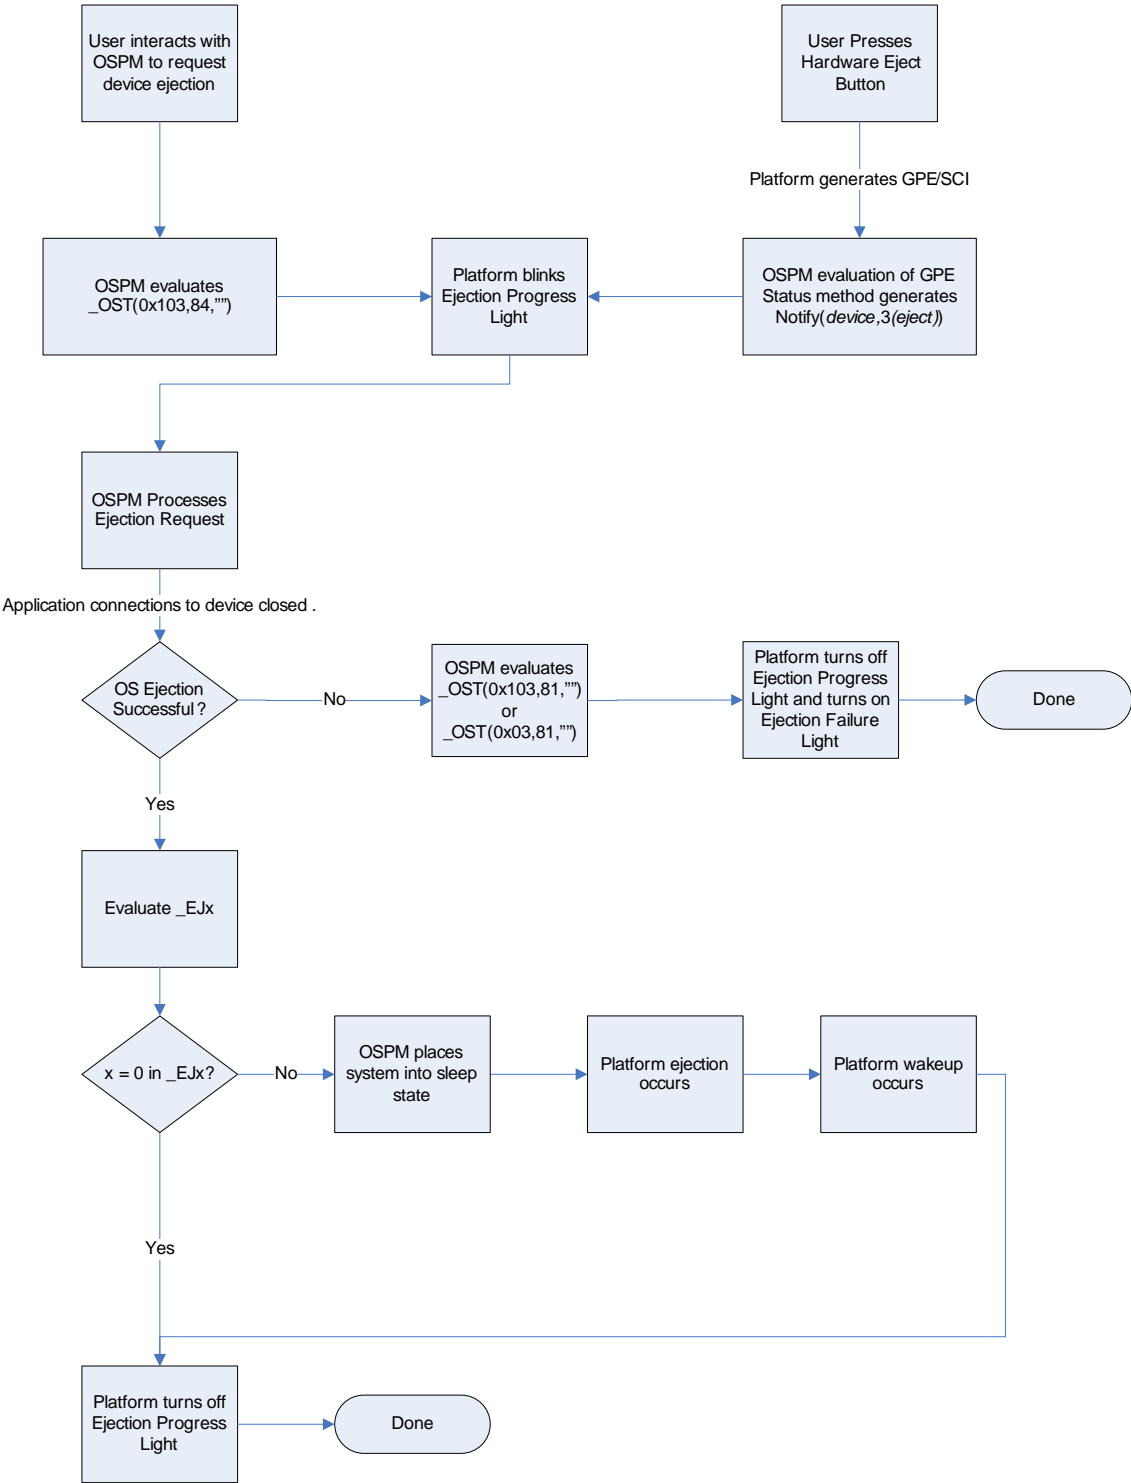 User interacts with
OSPM to request
device ejection
User Presses
Hardware Eject
Button
Platform generates GPE/SCI
OSPM evaluates
_OST(0x103,84,””)
Platform blinks
Ejection Progress
Light
OSPM evaluation of GPE
Status method generates
Notify(device,3(eject))
OSPM Processes
Ejection Request
Application connections to device closed .
OS Ejection
Successful ?
No
OSPM evaluates
_OST(0x103,81,””)
or
_OST(0x03,81,””)
Platform turns off
Ejection Progress
Light and turns on
Ejection Failure
Light
Done
Yes
Evaluate _EJx
x = 0 in _EJx?
No
OSPM places
system into sleep
state
Platform ejection
occurs
Platform wakeup
occurs
Yes
Platform turns off
Ejection Progress
Light
Done